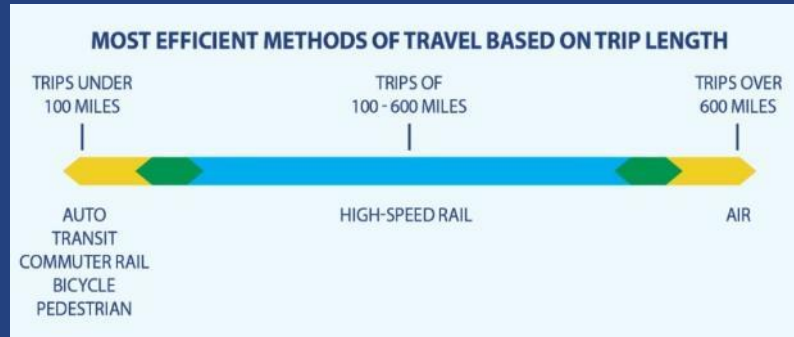 MOST EFFICIENT METHODS OF TRAVEL BASED ON TRIP LENGTH
TRIPS UNDER
100 MILES
TRIPS OF
100 - 600 MILES
TRIPS OVER
600 MILES
AUTO
TRANSIT
COMMUTER RAIL
BICYCLE
PEDESTRIAN
HIGH-SPEED RAIL
AIR